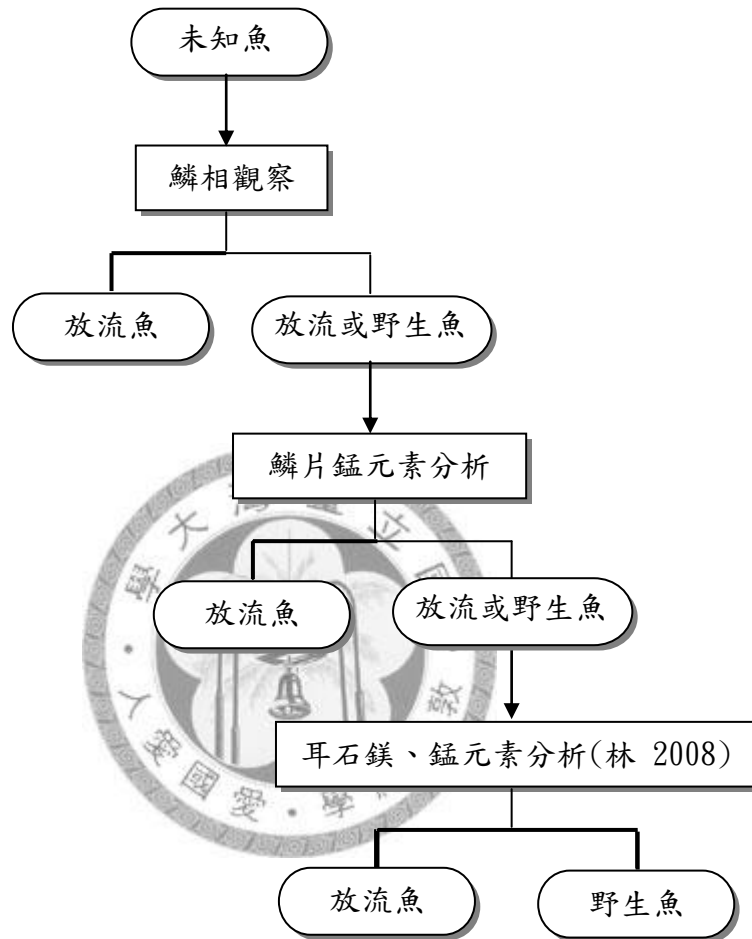 未知魚
鱗相觀察
放流魚
放流或野生魚
鱗片錳元素分析
放流魚
放流或野生魚
耳石鎂、錳元素分析(林 2008)
放流魚
野生魚